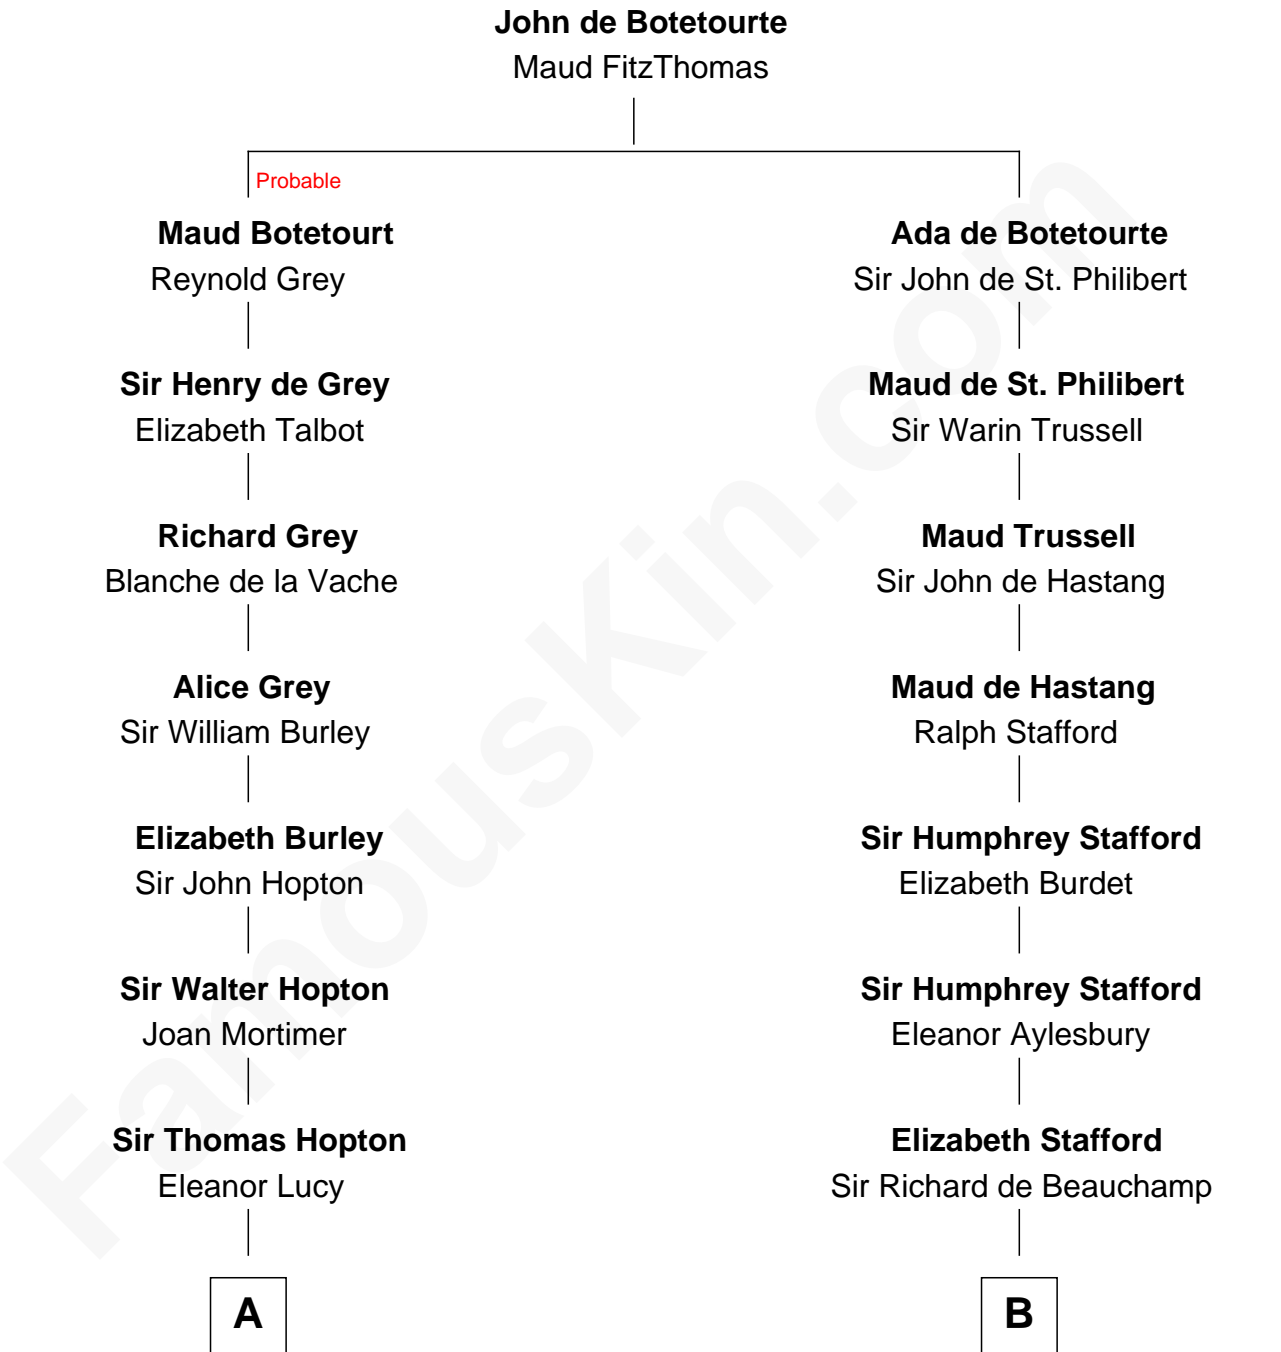 John de Botetourte
Maud FitzThomas
Probable
Maud Botetourt
Reynold Grey
Ada de Botetourte
Sir John de St. Philibert
Sir Henry de Grey
Elizabeth Talbot
Maud de St. Philibert
Sir Warin Trussell
Richard Grey
Blanche de la Vache
Maud Trussell
Sir John de Hastang
Alice Grey
Sir William Burley
Maud de Hastang
Ralph Stafford
Elizabeth Burley
Sir John Hopton
Sir Humphrey Stafford
Elizabeth Burdet
Sir Walter Hopton
Joan Mortimer
Sir Humphrey Stafford
Eleanor Aylesbury
Sir Thomas Hopton
Eleanor Lucy
Elizabeth Stafford
Sir Richard de Beauchamp
A
B
FamousKin.com